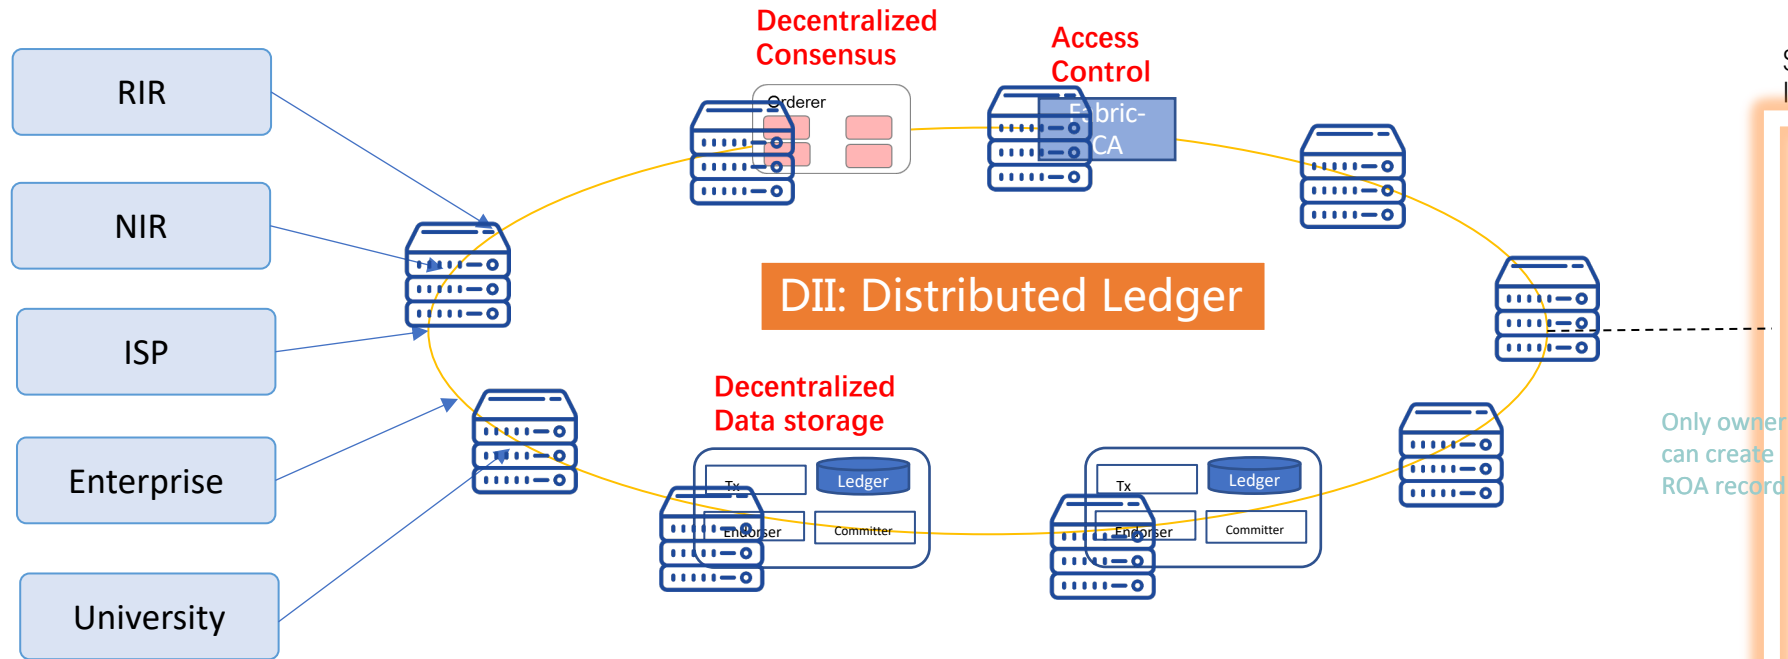 RIR
NIR
ISP
Enterprise
University
Decentralized
Consensus
Orderer
Access
Control
Fabric-
CA
DII: Distributed Ledger
Decentralized
Data storage
Tx
Ledger
Endorser
Committer
Tx
Ledger
Endorser
Committer
Only owner
can create
ROA record